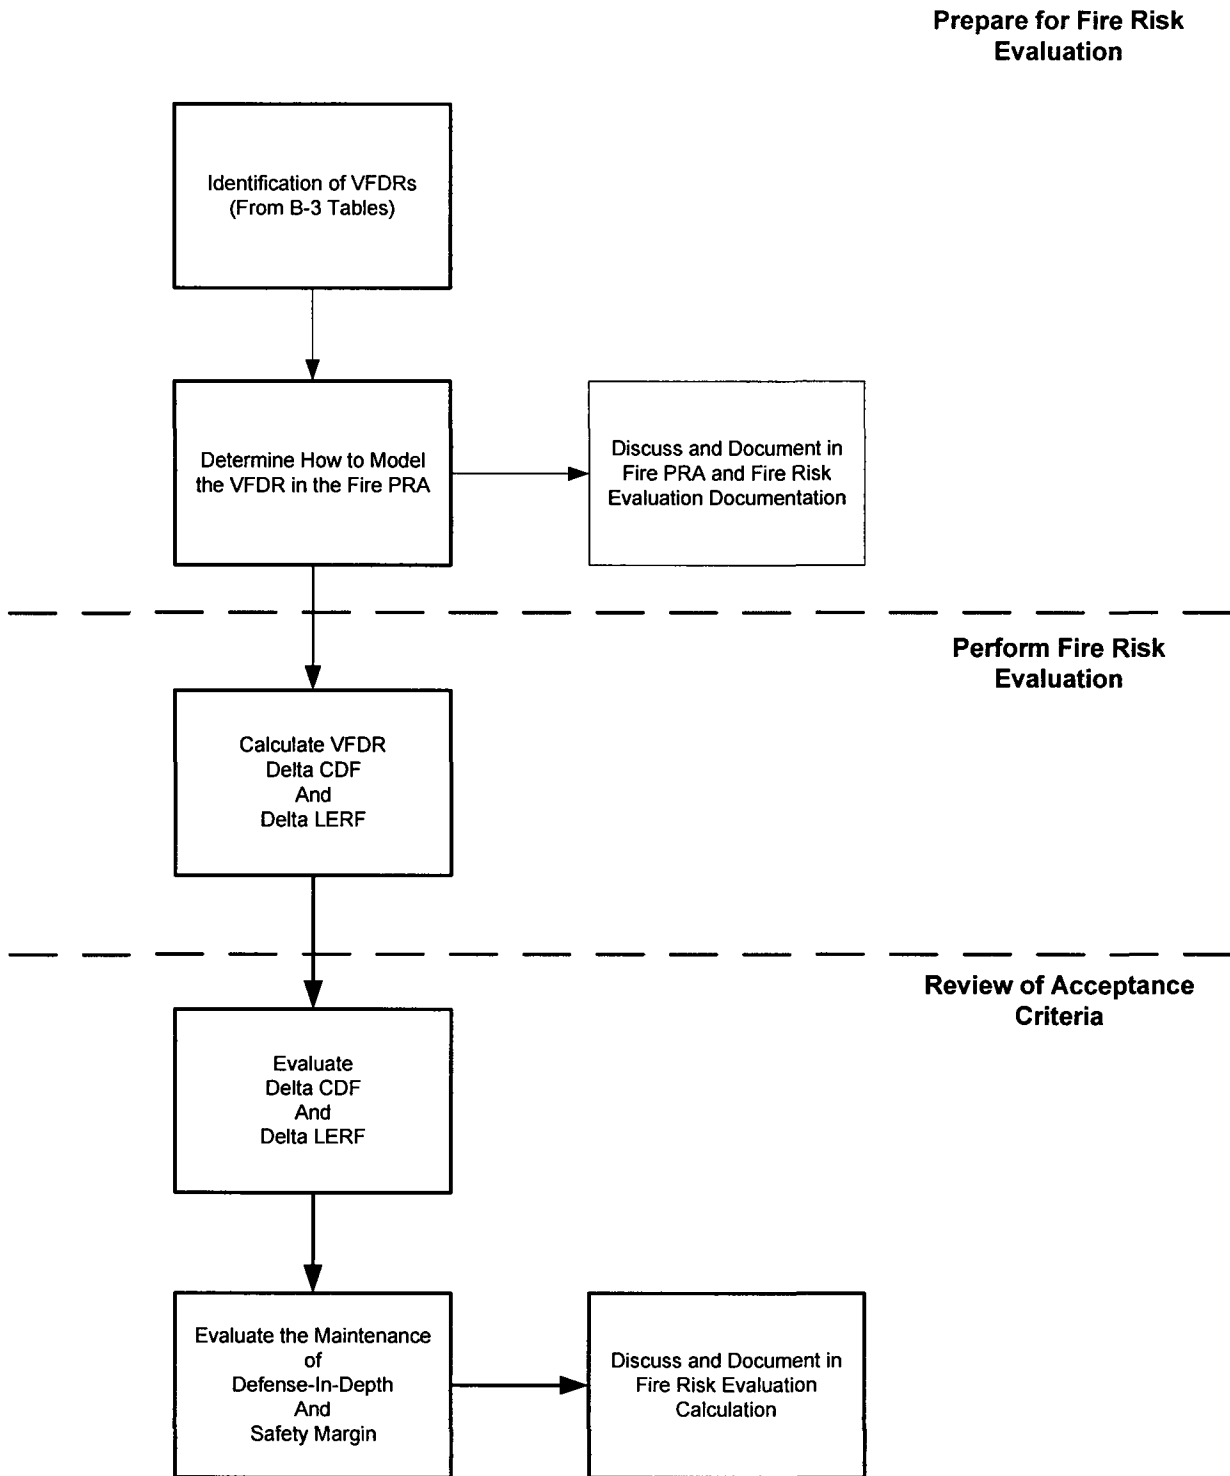 Prepare for Fire Risk
Evaluation
Identification of VFDRs
(From B-3 Tables)
Determine How to Model
the VFDR in the Fire PRA
Discuss and Document in
Fire PRA and Fire Risk
Evaluation Documentation
Perform Fire Risk
Evaluation
Calculate VFDR
Delta CDF
And
Delta LERF
Review of Acceptance
Criteria
Evaluate
Delta CDF
And
Delta LERF
Evaluate the Maintenance
of
Defense-In-Depth
And
Safety Margin
Discuss and Document in
Fire Risk Evaluation
Calculation